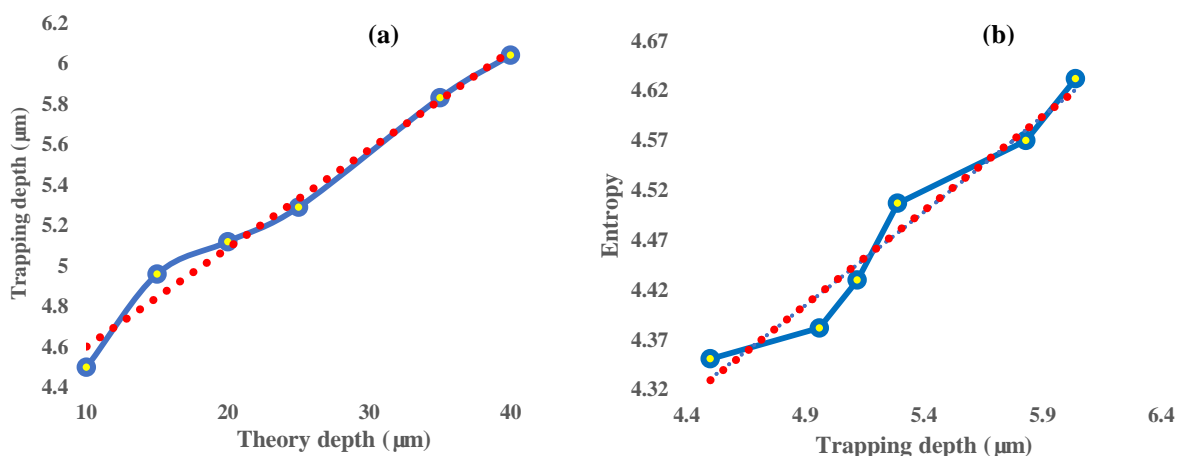 (a)
Trapping depth (μm)
6.2
6
5.8
5.6
5.4
5.2
5
4.8
4.6
4.4
10 20 30 40
Theory depth (μm)
(b)
Entropy
4.67
4.62
4.57
4.52
4.47
4.42
4.37
4.32
4.4 4.9 5.4 5.9 6.4
Trapping depth (μm)